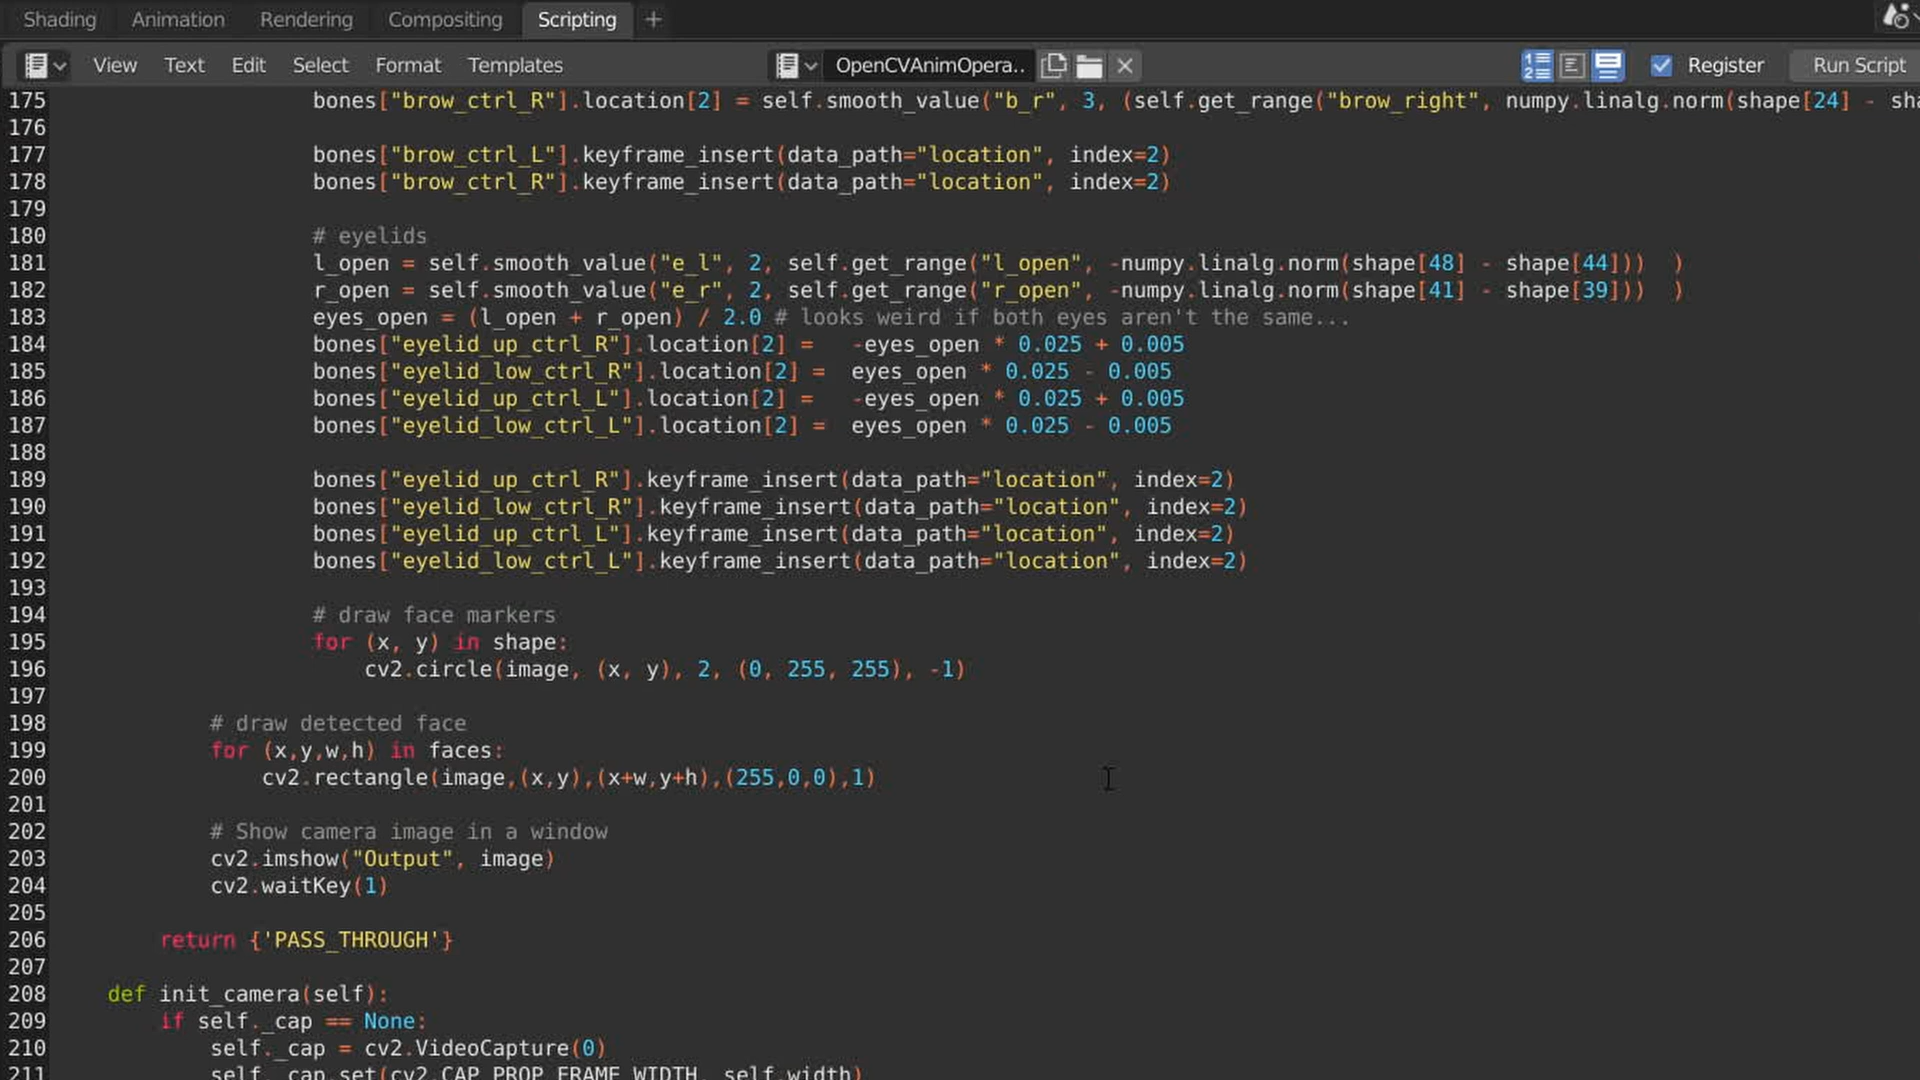 Shading Animation Rendering Compositing Scripting +
View Text Edit Select Format Templates OpenCVAnimOpera.. Register Run Script
175 bones["brow_ctrl_R"].location[2] = self.smooth_value("b_r", 3, (self.get_range("brow_right", numpy.linalg.norm(shape[24] - sha
176
177 bones["brow_ctrl_L"].keyframe_insert(data_path="location", index=2)
178 bones["brow_ctrl_R"].keyframe_insert(data_path="location", index=2)
179
180 # eyelids
181 l_open = self.smooth_value("e_l", 2, self.get_range("l_open", -numpy.linalg.norm(shape[48] - shape[44]))  )
182 r_open = self.smooth_value("e_r", 2, self.get_range("r_open", -numpy.linalg.norm(shape[41] - shape[39]))  )
183 eyes_open = (l_open + r_open) / 2.0 # looks weird if both eyes aren't the same...
184 bones["eyelid_up_ctrl_R"].location[2] =   -eyes_open * 0.025 + 0.005
185 bones["eyelid_low_ctrl_R"].location[2] =  eyes_open * 0.025 - 0.005
186 bones["eyelid_up_ctrl_L"].location[2] =   -eyes_open * 0.025 + 0.005
187 bones["eyelid_low_ctrl_L"].location[2] =  eyes_open * 0.025 - 0.005
188
189 bones["eyelid_up_ctrl_R"].keyframe_insert(data_path="location", index=2)
190 bones["eyelid_low_ctrl_R"].keyframe_insert(data_path="location", index=2)
191 bones["eyelid_up_ctrl_L"].keyframe_insert(data_path="location", index=2)
192 bones["eyelid_low_ctrl_L"].keyframe_insert(data_path="location", index=2)
193
194 # draw face markers
195 for (x, y) in shape:
196 cv2.circle(image, (x, y), 2, (0, 255, 255), -1)
197
198 # draw detected face
199 for (x,y,w,h) in faces:
200 cv2.rectangle(image,(x,y),(x+w,y+h),(255,0,0),1)
201
202 # Show camera image in a window
203 cv2.imshow("Output", image)
204 cv2.waitKey(1)
205
206 return {'PASS_THROUGH'}
207
208 def init_camera(self):
209 if self._cap == None:
210 self._cap = cv2.VideoCapture(0)
211 self._cap.set(cv2.CAP_PROP_FRAME_WIDTH, self.width)